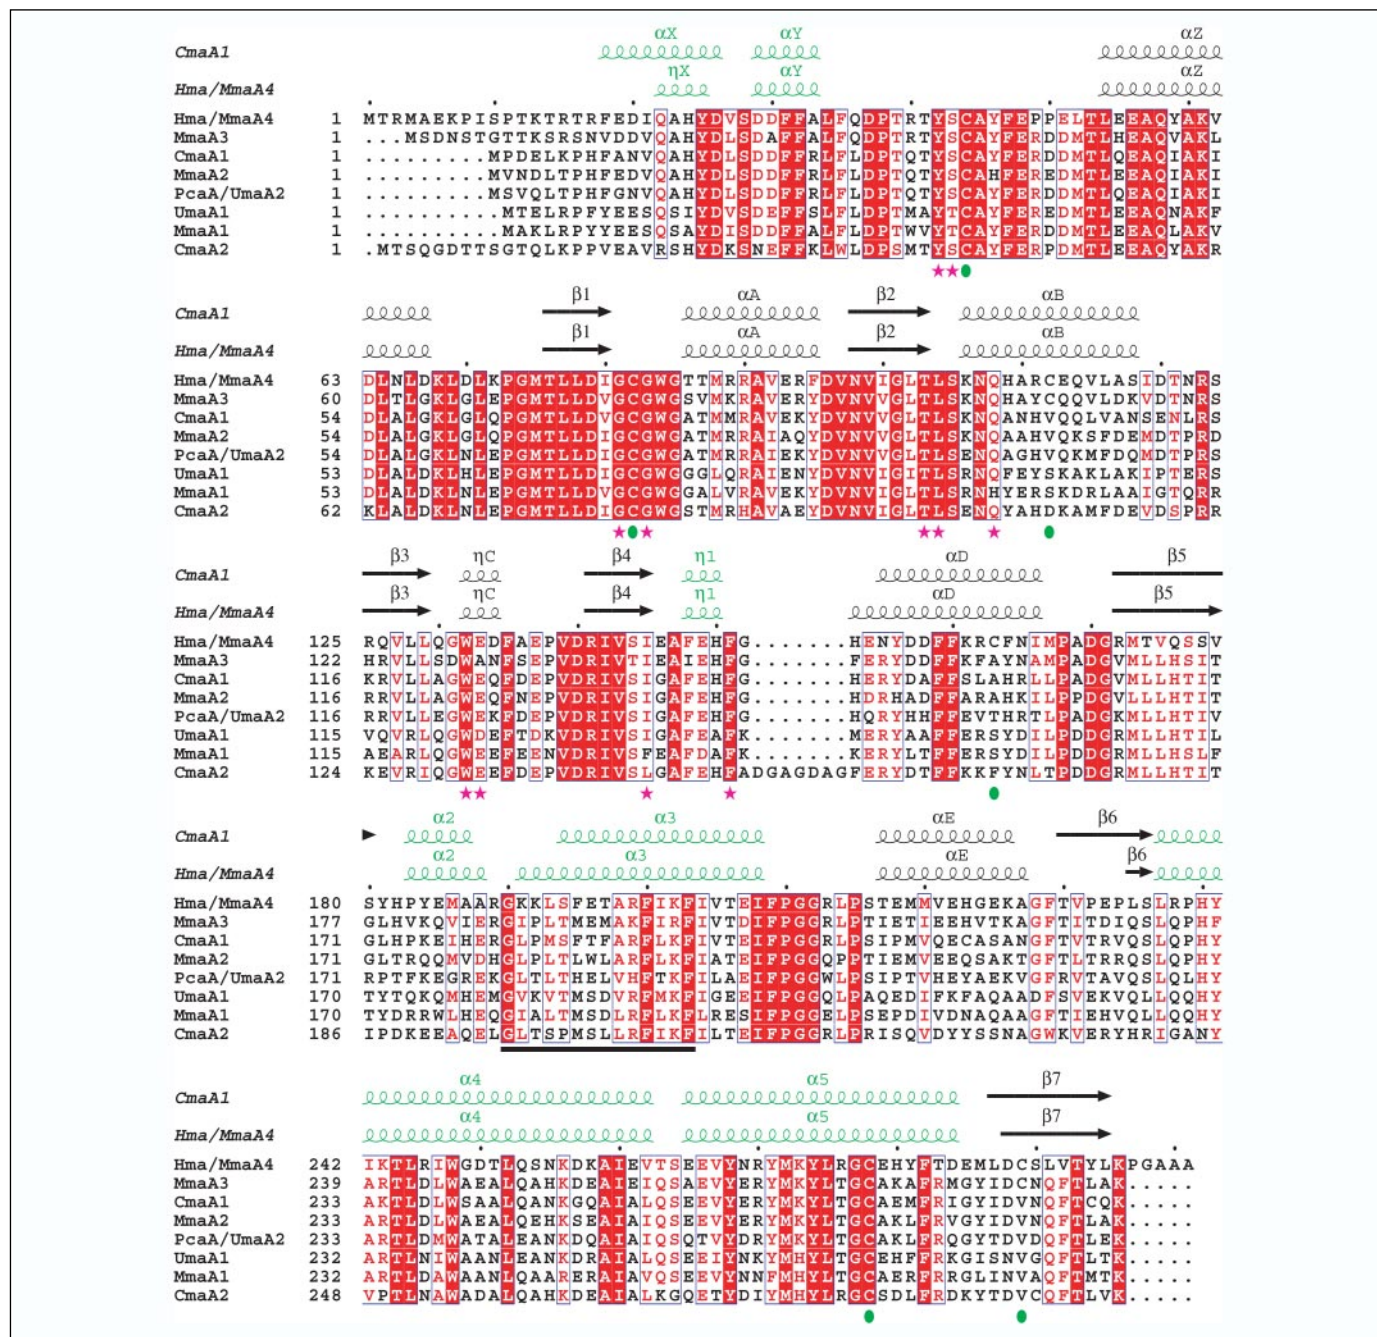 αX αY αZ
CmaA1
ηX αY αZ
Hma/MmaA4
Hma/MmaA4 1 MTRMAEKPISPTKTRTRFEDIQAHYDVSDDFFALFQDPTRTYSCAYFEPPELTLEEAQYAKV
MmaA3 1 ...MSDNSTGTTKSRSNVDDVQAHYDLSDAFFALFQDPTRTYSCAYFERDDMTLHEAQVAKL
CmaA1 1 .........MPDELKPHFANVQAHYDLSDDFFRLFLDPTQTYSCAYFERDDMTLQEAQIAKI
MmaA2 1 .........MVNDLTPHFEDVQAHYDLSDDFFRLFLDPTQTYSCAHFEREDMTLEEAQIAKI
PcaA/UmaA2 1 .........MSVQLTPHFGNVQAHYDLSDDFFRLFLDPTQTYSCAYFERDDMTLQEAQIAKI
UmaA1 1 ..........MTELRPFYEESQSIYDVSDEFFSLFLDPTMAYTCAYFEREDMTLEEAQNAKF
MmaA1 1 ..........MAKLRPYYEESQSAYDISDDFFALFLDPTWVYTCAYFERDDMTLEEAQLAKV
CmaA2 1 .MTSQGDTTSGTQLKPPVEAVRSHYDKSNEFFKLWLDPSMTYSCAYFERPDMTLEEAQYAKR
β1 αA β2 αB
CmaA1
β1 αA β2 αB
Hma/MmaA4
Hma/MmaA4 63 DLNLDKLDLKPGMTLLDIGCGWGTTMRRAVERFDVNVIGLTLSKNQHARCEQVLASIDTNRS
MmaA3 60 DLTLGKLGLEPGMTLLDVGCGWGSVMKRAVERYDVNVVGLTLSKNQHAYCQQVLDKVDTNRS
CmaA1 54 DLALGKLGLQPGMTLLDVGCGWGATMMRAVEKYDVNVVGLTLSKNQANHVQQLVANSENLRS
MmaA2 54 DLALGKLGLQPGMTLLDVGCGWGATMRRAIAQYDVNVVGLTLSKNQAAHVQKSFDEMDTPRD
PcaA/UmaA2 54 DLALGKLNLEPGMTLLDIGCGWGATMRRAIEKYDVNVVGLTLSENQAGHVQKMFDQMDTPRS
UmaA1 53 DLALDKLHLEPGMTLLDIGCGWGGGLQRAIENYDVNVIGITLSRNQFEYSKAKLAKIPTERS
MmaA1 53 DLALDKLNLEPGMTLLDVGCGWGGALVRAVEKYDVNVIGLTLSRNHYERSKDRLAAIGTQRR
CmaA2 62 KLALDKLNLEPGMTLLDIGCGWGSTMRHAVAEYDVNVIGLTLSENQYAHDKAMFDEVDSPRR
β3 ηC β4 η1 αD β5
CmaA1
β3 ηC β4 η1 αD β5
Hma/MmaA4
Hma/MmaA4 125 RQVLLQGWEDFAEPVDRIVSIEAFEHFG.......HENYDDFFKRCFNIMPADGRMTVQSSV
MmaA3 122 HRVLLSDWANFSEPVDRIVTIEAIEHFG.......FERYDDFFKFAYNAMPADGVMLLHSIT
CmaA1 116 KRVLLAGWEQFDEPVDRIVSIGAFEHFG.......HERYDAFFSLAHRLLPADGVMLLHTIT
MmaA2 116 RRVLLAGWEQFNEPVDRIVSIGAFEHFG.......HDRHADFFARAHKILPPDGVLLLHTIT
PcaA/UmaA2 116 RRVLLEGWEKFDEPVDRIVSIGAFEHFG.......HQRYHHFFEVTHRTLPADGKMLLHTIV
UmaA1 115 VQVRLQGWDEFTDKVDRIVSIGAFEAFK.......MERYAAFFERSYDILPDDGRMLLHTIL
MmaA1 115 AEARLQGWEEFEENVDRIVSFEAFDAFK.......KERYLTFFERSYDILPDDGRMLLHSLF
CmaA2 124 KEVRIQGWEEFDEPVDRIVSLGAFEHFADGAGDAGFERYDTFFKKFYNLTPDDGRMLLHTIT
α2 α3 αE β6
CmaA1
α2 α3 αE β6
Hma/MmaA4
Hma/MmaA4 180 SYHPYEMAARGKKLSFETARFIKFIVTEIFPGGRLPSTEMMVEHGEKAGFTVPEPLSLRPHY
MmaA3 177 GLHVKQVIERGIPLTMEMAKFIRFIVTDIFPGGRLPTIETIEEHVTKAGFTITDIQSLQPHF
CmaA1 171 GLHPKEIHERGLPMSFTFARFLKFIVTEIFPGGRLPSIPMVQECASANGFTVTRVQSLQPHY
MmaA2 171 GLTRQQMVDHGLPLTLWLARFLKFIATEIFPGGQPPTIEMVEEQSAKTGFTLTRRQSLQPHY
PcaA/UmaA2 171 RPTFKEGREKGLTLTHELVHFTKFILAEIFPGGWLPSIPTVHEYAEKVGFRVTAVQSLQLHY
UmaA1 170 TYTQKQMHEMGVKVTMSDVRFMKFIGEEIFPGGQLPAQEDIFKFAQAADFSVEKVQLLQQHY
MmaA1 170 TYDRRWLHEQGIALTMSDLRFLKFLRESIFPGGELPSEPDIVDNAQAAGFTIEHVQLLQQHY
CmaA2 186 IPDKEEAQELGLTSPMSLLRFIKFILTEIFPGGRLPRISQVDYYSSNAGWKVERYHRIGANY
α4 α5 β7
CmaA1
α4 α5 β7
Hma/MmaA4
Hma/MmaA4 242 IKTLRIWGDTLQSNKDKAIEVTSEEVYNRYMKYLRGCEHYFTDEMLDCSLVTYLKPGAAA
MmaA3 239 ARTLDLWAEALQAHKDEAIEIQSAEVYERYMKYLTGCAKAFRMGYIDCNQFTLAK.....
CmaA1 233 AKTLDLWSAALQANKGQAIALQSEEVYERYMKYLTGCAEMFRIGYIDVNQFTCQK.....
MmaA2 233 ARTLDLWAEALQEHKSEAIAIQSEEVYERYMKYLTGCAKLFRVGYIDVNQFTLAK.....
PcaA/UmaA2 233 ARTLDMWATALEANKDQAIAIQSQTVYDRYMKYLTGCAKLFRQGYTDVDQFTLEK.....
UmaA1 232 ARTLNIWAANLEANKDRAIALQSEEIYNKYMHYLTGCEHFFRKGISNVGQFTLTK.....
MmaA1 232 ARTLDAWAANLQAARERAIAVQSEEVYNNFMHYLTGCAERFRRGLINVAQFTMTK.....
CmaA2 248 VPTLNAWADALQAHKDEAIALKGQETYDIYMHYLRGCSDLFRDKYTDVCQFTLVK.....